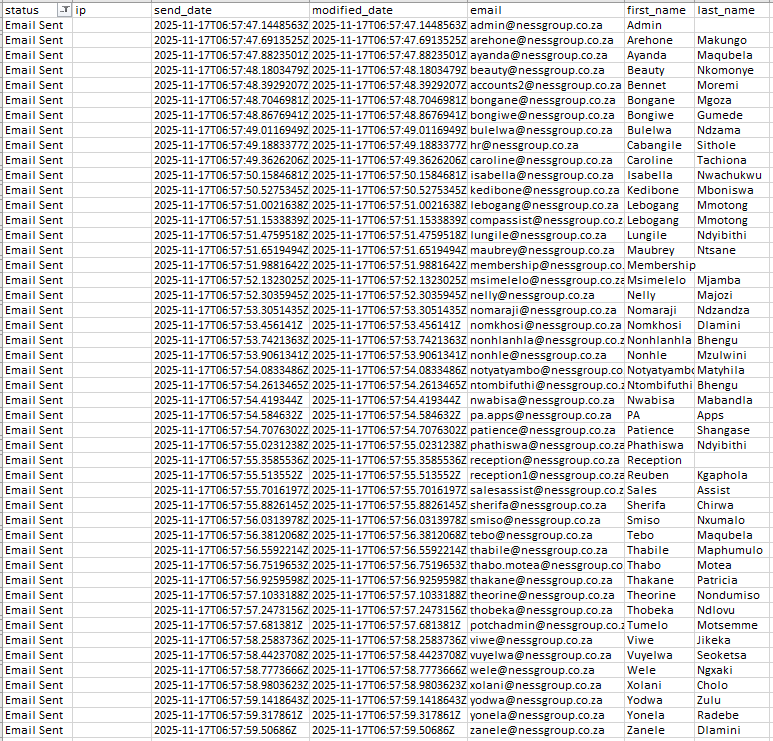 status ip send_date modified_date email first_name last_name
Email Sent 2025-11-17T06:57:47.1448563Z 2025-11-17T06:57:47.1448563Z admin@nessgroup.co.za Admin
Email Sent 2025-11-17T06:57:47.6913525Z 2025-11-17T06:57:47.6913525Z arehone@nessgroup.co.za Arehone Makungo
Email Sent 2025-11-17T06:57:47.8823501Z 2025-11-17T06:57:47.8823501Z ayanda@nessgroup.co.za Ayanda Maqubela
Email Sent 2025-11-17T06:57:48.1803479Z 2025-11-17T06:57:48.1803479Z beauty@nessgroup.co.za Beauty Nkomonye
Email Sent 2025-11-17T06:57:48.3929207Z 2025-11-17T06:57:48.3929207Z accounts2@nessgroup.co.za Bennet Moremi
Email Sent 2025-11-17T06:57:48.7046981Z 2025-11-17T06:57:48.7046981Z bongane@nessgroup.co.za Bongane Mgoza
Email Sent 2025-11-17T06:57:48.8676941Z 2025-11-17T06:57:48.8676941Z bongiwe@nessgroup.co.za Bongiwe Gumede
Email Sent 2025-11-17T06:57:49.0116949Z 2025-11-17T06:57:49.0116949Z bulelwa@nessgroup.co.za Bulelwa Ndzama
Email Sent 2025-11-17T06:57:49.1883377Z 2025-11-17T06:57:49.1883377Z hr@nessgroup.co.za Cabangile Sithole
Email Sent 2025-11-17T06:57:49.3626206Z 2025-11-17T06:57:49.3626206Z caroline@nessgroup.co.za Caroline Tachiona
Email Sent 2025-11-17T06:57:50.1584681Z 2025-11-17T06:57:50.1584681Z isabella@nessgroup.co.za Isabella Nwachukwu
Email Sent 2025-11-17T06:57:50.5275345Z 2025-11-17T06:57:50.5275345Z kedibone@nessgroup.co.za Kedibone Mboniswa
Email Sent 2025-11-17T06:57:51.0021638Z 2025-11-17T06:57:51.0021638Z lebogang@nessgroup.co.za Lebogang Mmotong
Email Sent 2025-11-17T06:57:51.1533839Z 2025-11-17T06:57:51.1533839Z compassist@nessgroup.co.z Lebogang Mmotong
Email Sent 2025-11-17T06:57:51.4759518Z 2025-11-17T06:57:51.4759518Z lungile@nessgroup.co.za Lungile Ndyibithi
Email Sent 2025-11-17T06:57:51.6519494Z 2025-11-17T06:57:51.6519494Z maubrey@nessgroup.co.za Maubrey Ntsane
Email Sent 2025-11-17T06:57:51.9881642Z 2025-11-17T06:57:51.9881642Z membership@nessgroup.co. Membership
Email Sent 2025-11-17T06:57:52.1323025Z 2025-11-17T06:57:52.1323025Z msimelelo@nessgroup.co.za Msimelelo Mjamba
Email Sent 2025-11-17T06:57:52.3035945Z 2025-11-17T06:57:52.3035945Z nelly@nessgroup.co.za Nelly Majozi
Email Sent 2025-11-17T06:57:53.3051435Z 2025-11-17T06:57:53.3051435Z nomaraji@nessgroup.co.za Nomaraji Ndzandza
Email Sent 2025-11-17T06:57:53.456141Z 2025-11-17T06:57:53.456141Z nomkhosi@nessgroup.co.za Nomkhosi Dlamini
Email Sent 2025-11-17T06:57:53.7421363Z 2025-11-17T06:57:53.7421363Z nonhlanhla@nessgroup.co.za Nonhlanhla Bhengu
Email Sent 2025-11-17T06:57:53.9061341Z 2025-11-17T06:57:53.9061341Z nonhle@nessgroup.co.za Nonhle Mzulwini
Email Sent 2025-11-17T06:57:54.0833486Z 2025-11-17T06:57:54.0833486Z notyatyambo@nessgroup.co Notyatyambo Matyhila
Email Sent 2025-11-17T06:57:54.2613465Z 2025-11-17T06:57:54.2613465Z ntombifuthi@nessgroup.co.z Ntombifuthi Bhengu
Email Sent 2025-11-17T06:57:54.419344Z 2025-11-17T06:57:54.419344Z nwabisa@nessgroup.co.za Nwabisa Mabandla
Email Sent 2025-11-17T06:57:54.584632Z 2025-11-17T06:57:54.584632Z pa.apps@nessgroup.co.za PA Apps
Email Sent 2025-11-17T06:57:54.7076302Z 2025-11-17T06:57:54.7076302Z patience@nessgroup.co.za Patience Shangase
Email Sent 2025-11-17T06:57:55.0231238Z 2025-11-17T06:57:55.0231238Z phathiswa@nessgroup.co.za Phathiswa Ndyibithi
Email Sent 2025-11-17T06:57:55.3585536Z 2025-11-17T06:57:55.3585536Z reception@nessgroup.co.za Reception
Email Sent 2025-11-17T06:57:55.513552Z 2025-11-17T06:57:55.513552Z reception1@nessgroup.co.za Reuben Kgaphola
Email Sent 2025-11-17T06:57:55.7016197Z 2025-11-17T06:57:55.7016197Z salesassist@nessgroup.co.z Sales Assist
Email Sent 2025-11-17T06:57:55.8826145Z 2025-11-17T06:57:55.8826145Z sherifa@nessgroup.co.za Sherifa Chirwa
Email Sent 2025-11-17T06:57:56.0313978Z 2025-11-17T06:57:56.0313978Z smiso@nessgroup.co.za Smiso Nxumalo
Email Sent 2025-11-17T06:57:56.3812068Z 2025-11-17T06:57:56.3812068Z tebo@nessgroup.co.za Tebo Maqubela
Email Sent 2025-11-17T06:57:56.5592214Z 2025-11-17T06:57:56.5592214Z thabile@nessgroup.co.za Thabile Maphumulo
Email Sent 2025-11-17T06:57:56.7519653Z 2025-11-17T06:57:56.7519653Z thabo.motea@nessgroup.co Thabo Motea
Email Sent 2025-11-17T06:57:56.9259598Z 2025-11-17T06:57:56.9259598Z thakane@nessgroup.co.za Thakane Patricia
Email Sent 2025-11-17T06:57:57.1033188Z 2025-11-17T06:57:57.1033188Z theorine@nessgroup.co.za Theorine Nondumiso
Email Sent 2025-11-17T06:57:57.2473156Z 2025-11-17T06:57:57.2473156Z thobeka@nessgroup.co.za Thobeka Ndlovu
Email Sent 2025-11-17T06:57:57.681381Z 2025-11-17T06:57:57.681381Z potchadmin@nessgroup.co.za Tumelo Motsemme
Email Sent 2025-11-17T06:57:58.2583736Z 2025-11-17T06:57:58.2583736Z viwe@nessgroup.co.za Viwe Jikeka
Email Sent 2025-11-17T06:57:58.4423708Z 2025-11-17T06:57:58.4423708Z vuyelwa@nessgroup.co.za Vuyelwa Seoketsa
Email Sent 2025-11-17T06:57:58.7773666Z 2025-11-17T06:57:58.7773666Z wele@nessgroup.co.za Wele Ngxaki
Email Sent 2025-11-17T06:57:58.9803623Z 2025-11-17T06:57:58.9803623Z xolani@nessgroup.co.za Xolani Cholo
Email Sent 2025-11-17T06:57:59.1418643Z 2025-11-17T06:57:59.1418643Z yodwa@nessgroup.co.za Yodwa Zulu
Email Sent 2025-11-17T06:57:59.317861Z 2025-11-17T06:57:59.317861Z yonela@nessgroup.co.za Yonela Radebe
Email Sent 2025-11-17T06:57:59.50686Z 2025-11-17T06:57:59.50686Z zanele@nessgroup.co.za Zanele Dlamini